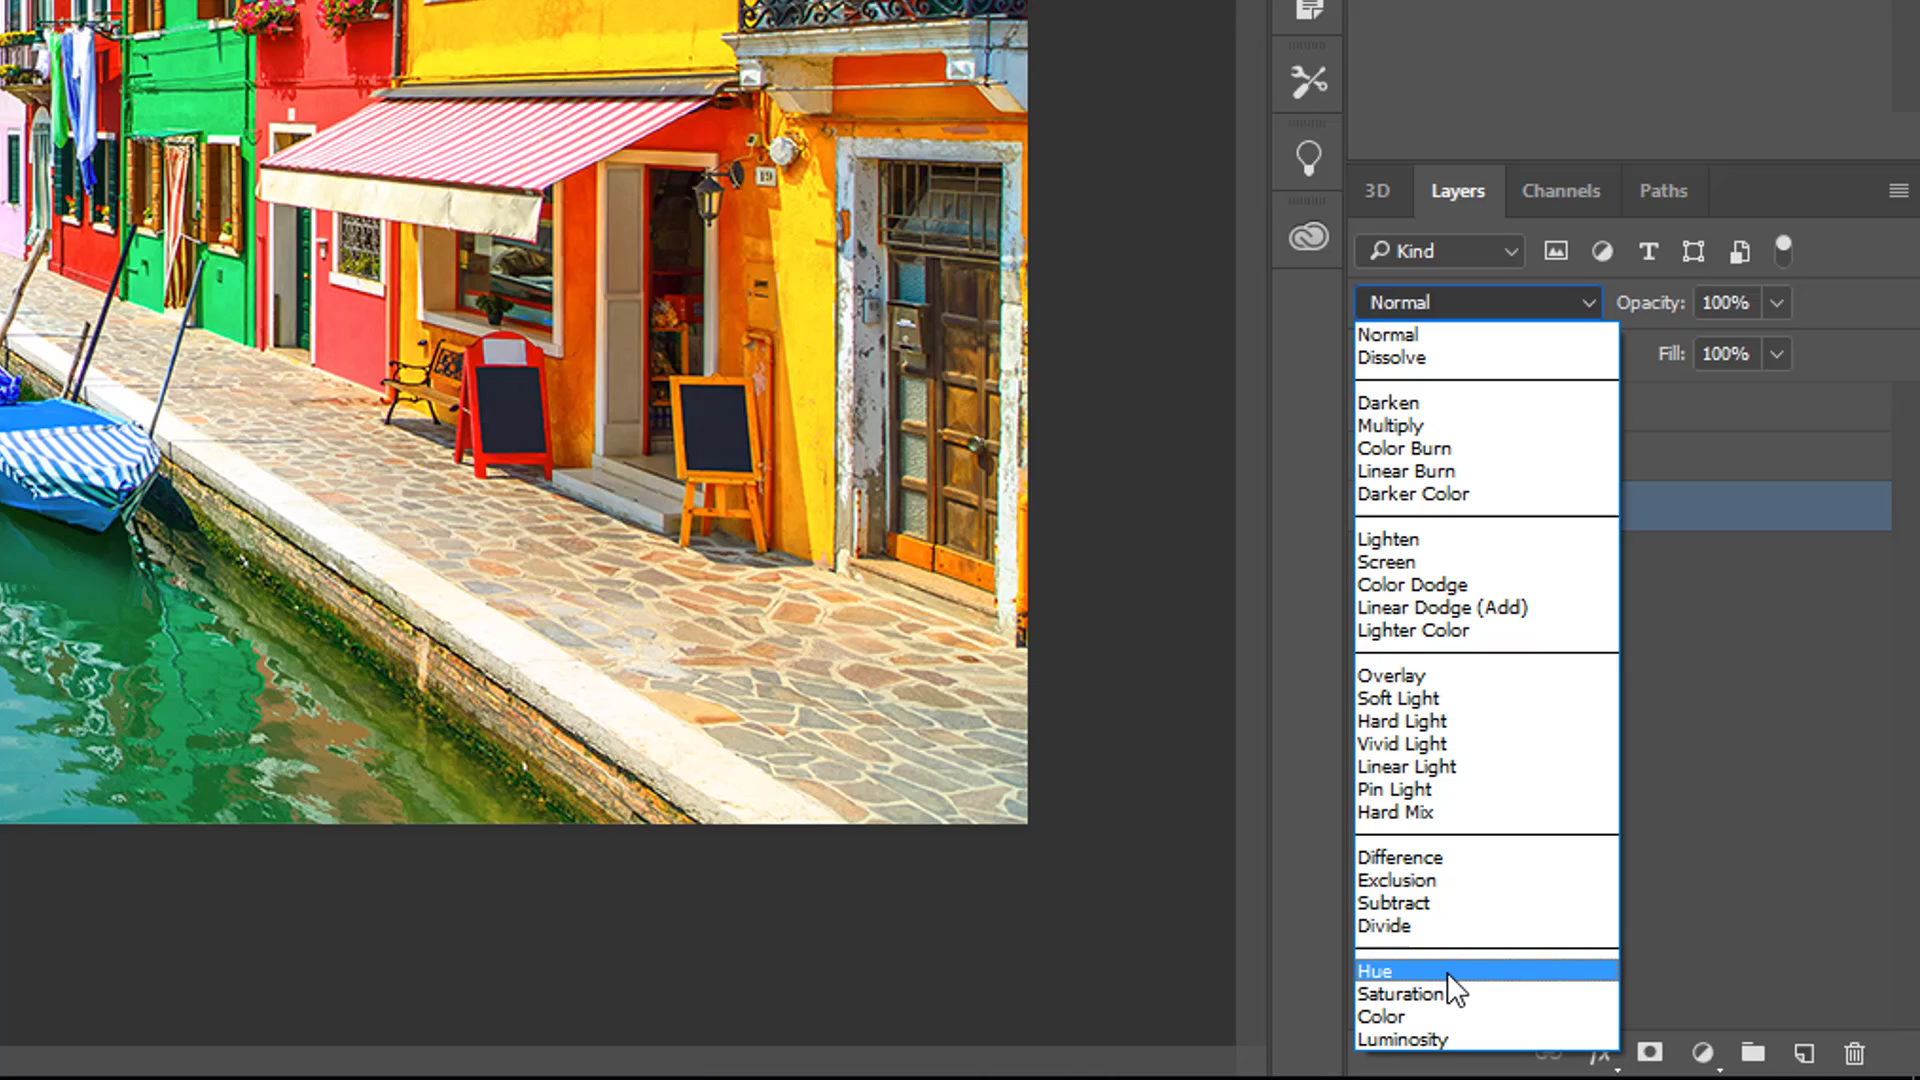 19
3D Layers Channels Paths
Kind
Normal Opacity: 100%
Fill: 100%
Normal
Dissolve
Darken
Multiply
Color Burn
Linear Burn
Darker Color
Lighten
Screen
Color Dodge
Linear Dodge (Add)
Lighter Color
Overlay
Soft Light
Hard Light
Vivid Light
Linear Light
Pin Light
Hard Mix
Difference
Exclusion
Subtract
Divide
Hue
Saturation
Color
Luminosity
fx